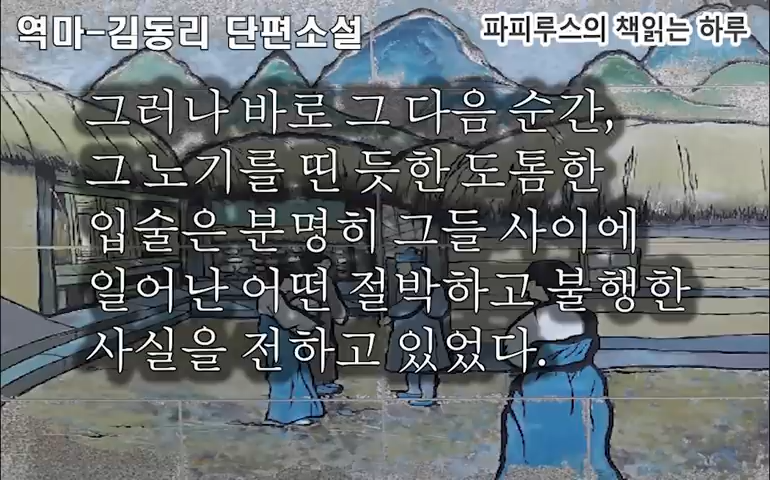 역마-김동리 단편소설
파피루스의 책읽는 하루
그러나 바로 그 다음 순간,
그 노기를 띤 듯한 도톰한
입술은 분명히 그들 사이에
일어난 어떤 절박하고 불행한
사실을 전하고 있었다.